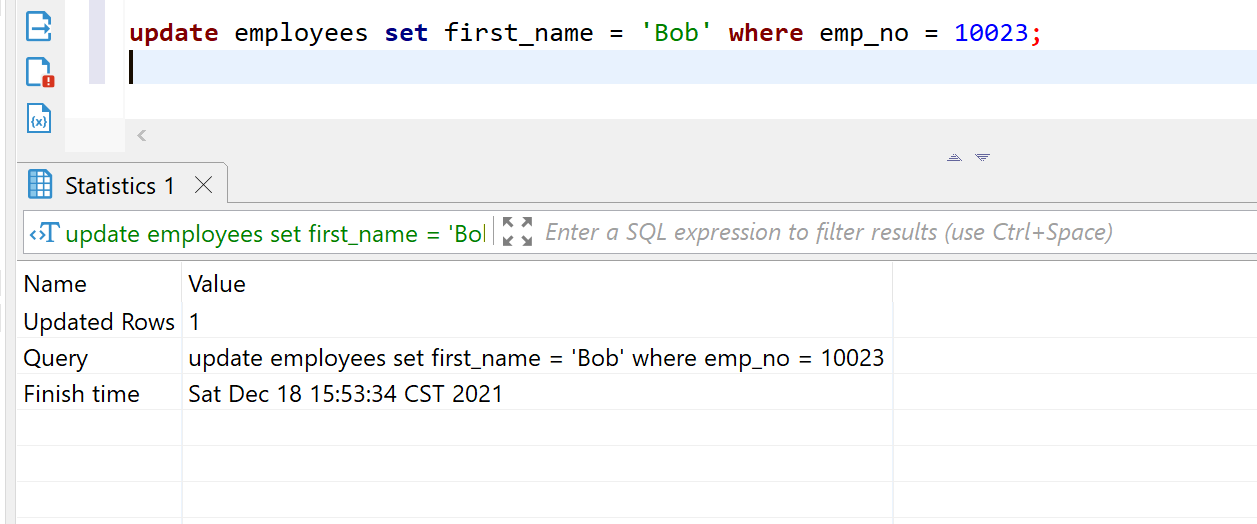 update employees set first_name = 'Bob' where emp_no = 10023;
{x}
Statistics 1
T update employees set first_name = 'Bol Enter a SQL expression to filter results (use Ctrl+Space)
Name Value
Updated Rows 1
Query update employees set first_name = 'Bob' where emp_no = 10023
Finish time Sat Dec 18 15:53:34 CST 2021